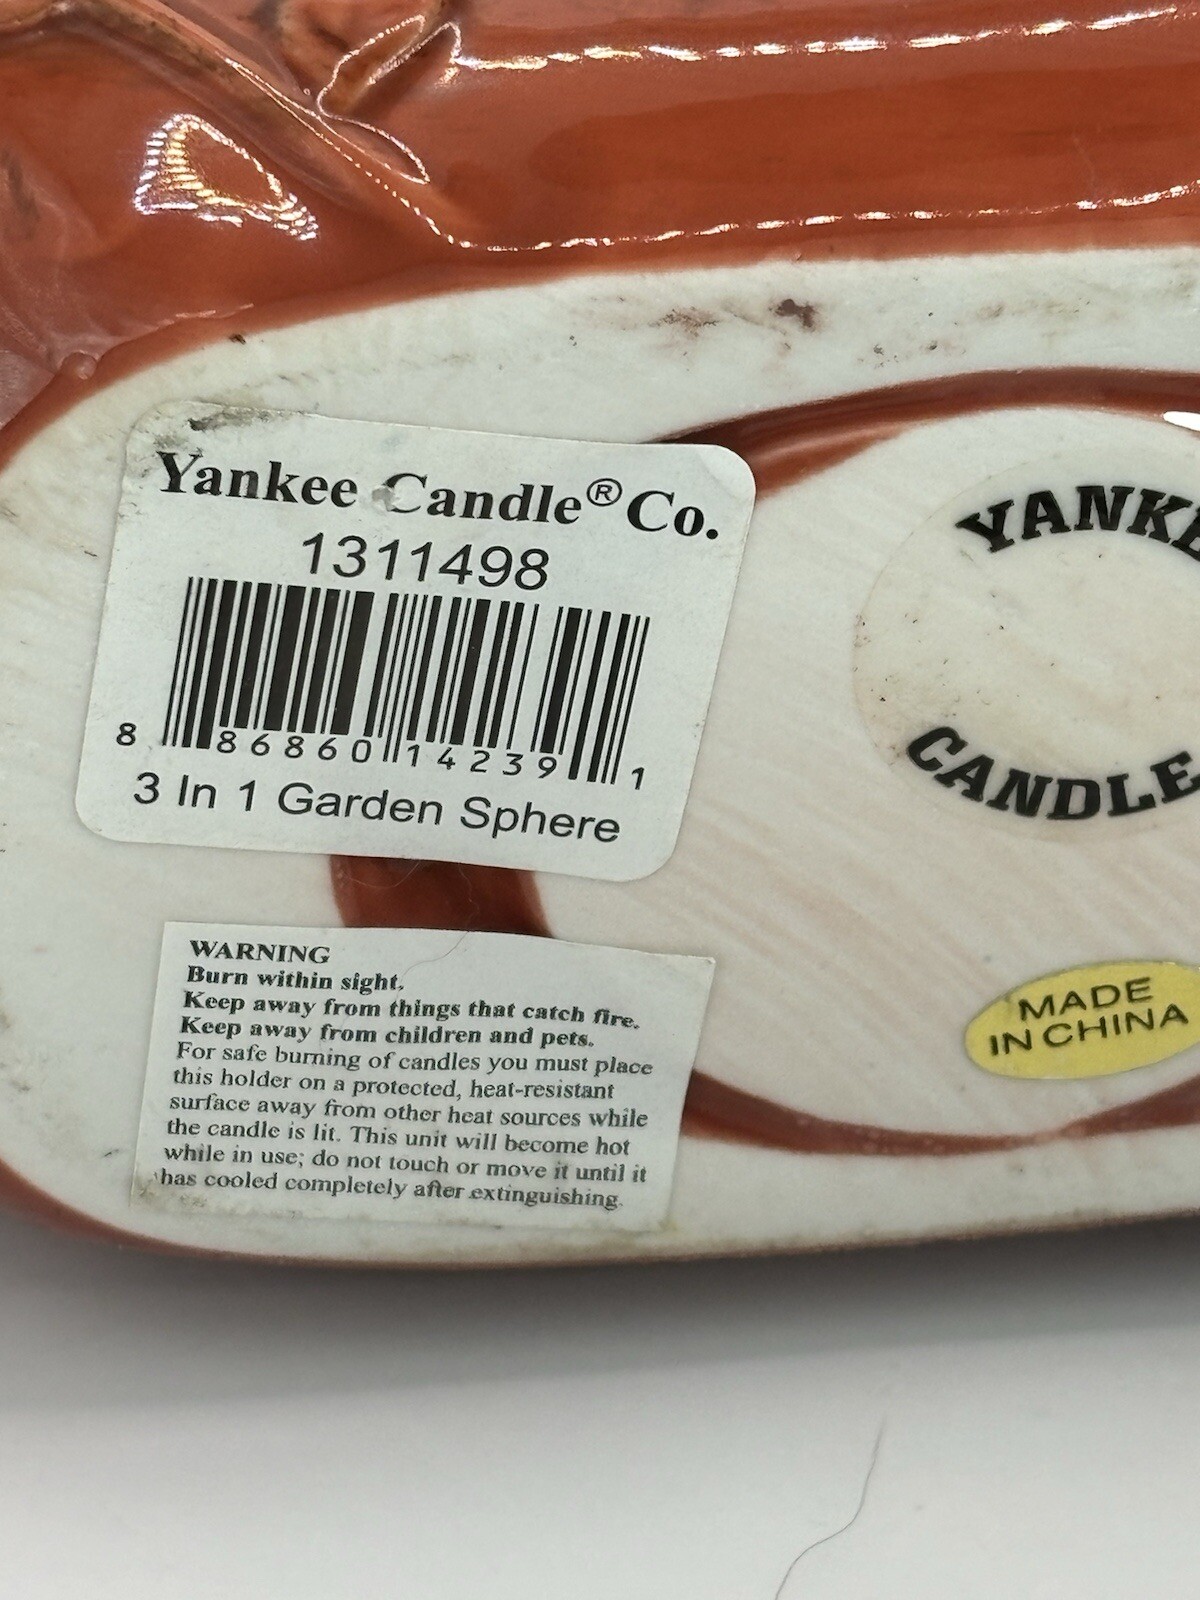 Yankee Candle® Co.
1311498
8 86860 14239 1
3 In 1 Garden Sphere
YANKE
CANDLE
MADE
IN CHINA
WARNING
Burn within sight.
Keep away from things that catch fire.
Keep away from children and pets.
For safe burning of candles you must place
this holder on a protected, heat-resistant
surface away from other heat sources while
the candle is lit. This unit will become hot
while in use; do not touch or move it until it
has cooled completely after extinguishing.